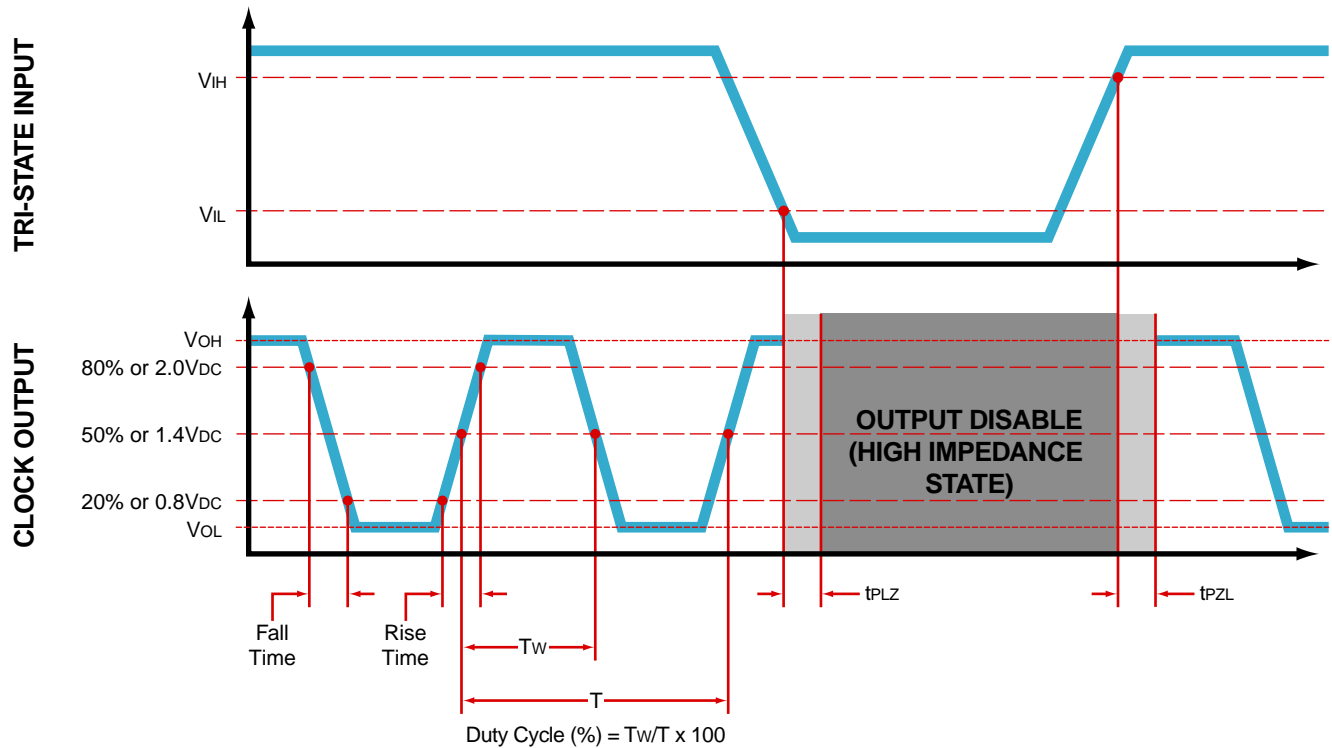 TRI-STATE INPUT
VIH
VIL
CLOCK OUTPUT
VOH
80% or 2.0VDC
50% or 1.4VDC
20% or 0.8VDC
VOL
OUTPUT DISABLE
(HIGH IMPEDANCE
STATE)
tPLZ
tPZL
Fall
Time
Rise
Time
TW
T
Duty Cycle (%) = TW/T x 100